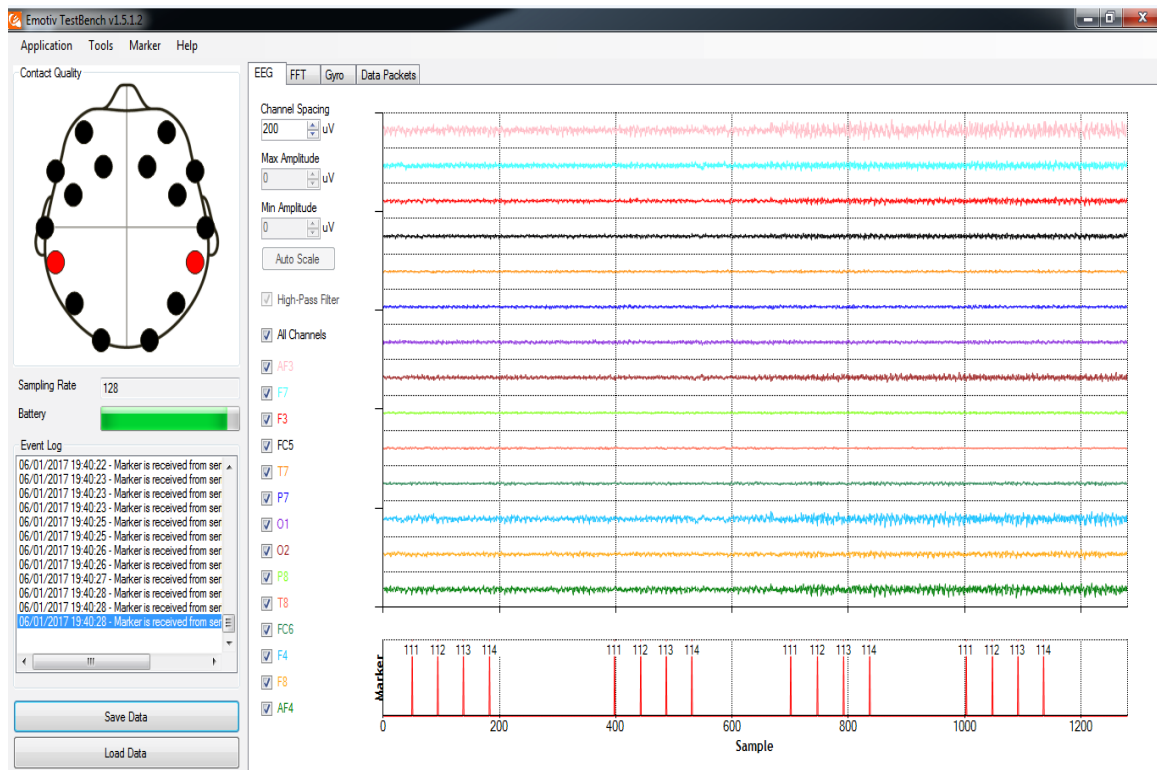 Emotiv TestBench v1.5.1.2
Application Tools Marker Help
Contact Quality
EEG FFT Gyro Data Packets
Channel Spacing
200 uV
Max Amplitude
0 uV
Min Amplitude
0 uV
Auto Scale
High-Pass Filter
All Channels
AF3
F7
F3
FC5
T7
P7
O1
O2
P8
T8
FC6
F4
F8
AF4
Sampling Rate 128
Battery
Event Log
06/01/2017 19:40:22 - Marker is received from ser
06/01/2017 19:40:23 - Marker is received from ser
06/01/2017 19:40:23 - Marker is received from ser
06/01/2017 19:40:23 - Marker is received from ser
06/01/2017 19:40:25 - Marker is received from ser
06/01/2017 19:40:25 - Marker is received from ser
06/01/2017 19:40:26 - Marker is received from ser
06/01/2017 19:40:26 - Marker is received from ser
06/01/2017 19:40:27 - Marker is received from ser
06/01/2017 19:40:28 - Marker is received from ser
06/01/2017 19:40:28 - Marker is received from ser
06/01/2017 19:40:28 - Marker is received from ser
Save Data
Load Data
Marker
111 112 113 114 111 112 113 114 111 112 113 114 111 112 113 114
0 200 400 600 800 1000 1200
Sample